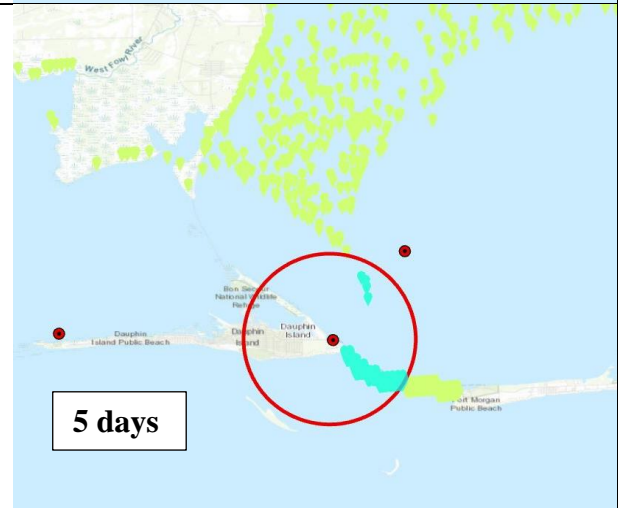 West Fowl River
Bon Secour
National Wildlife
Refuge
Dauphin
Island
Dauphin
Island
Dauphin
Island Public Beach
Morgan
Public Beach
5 days